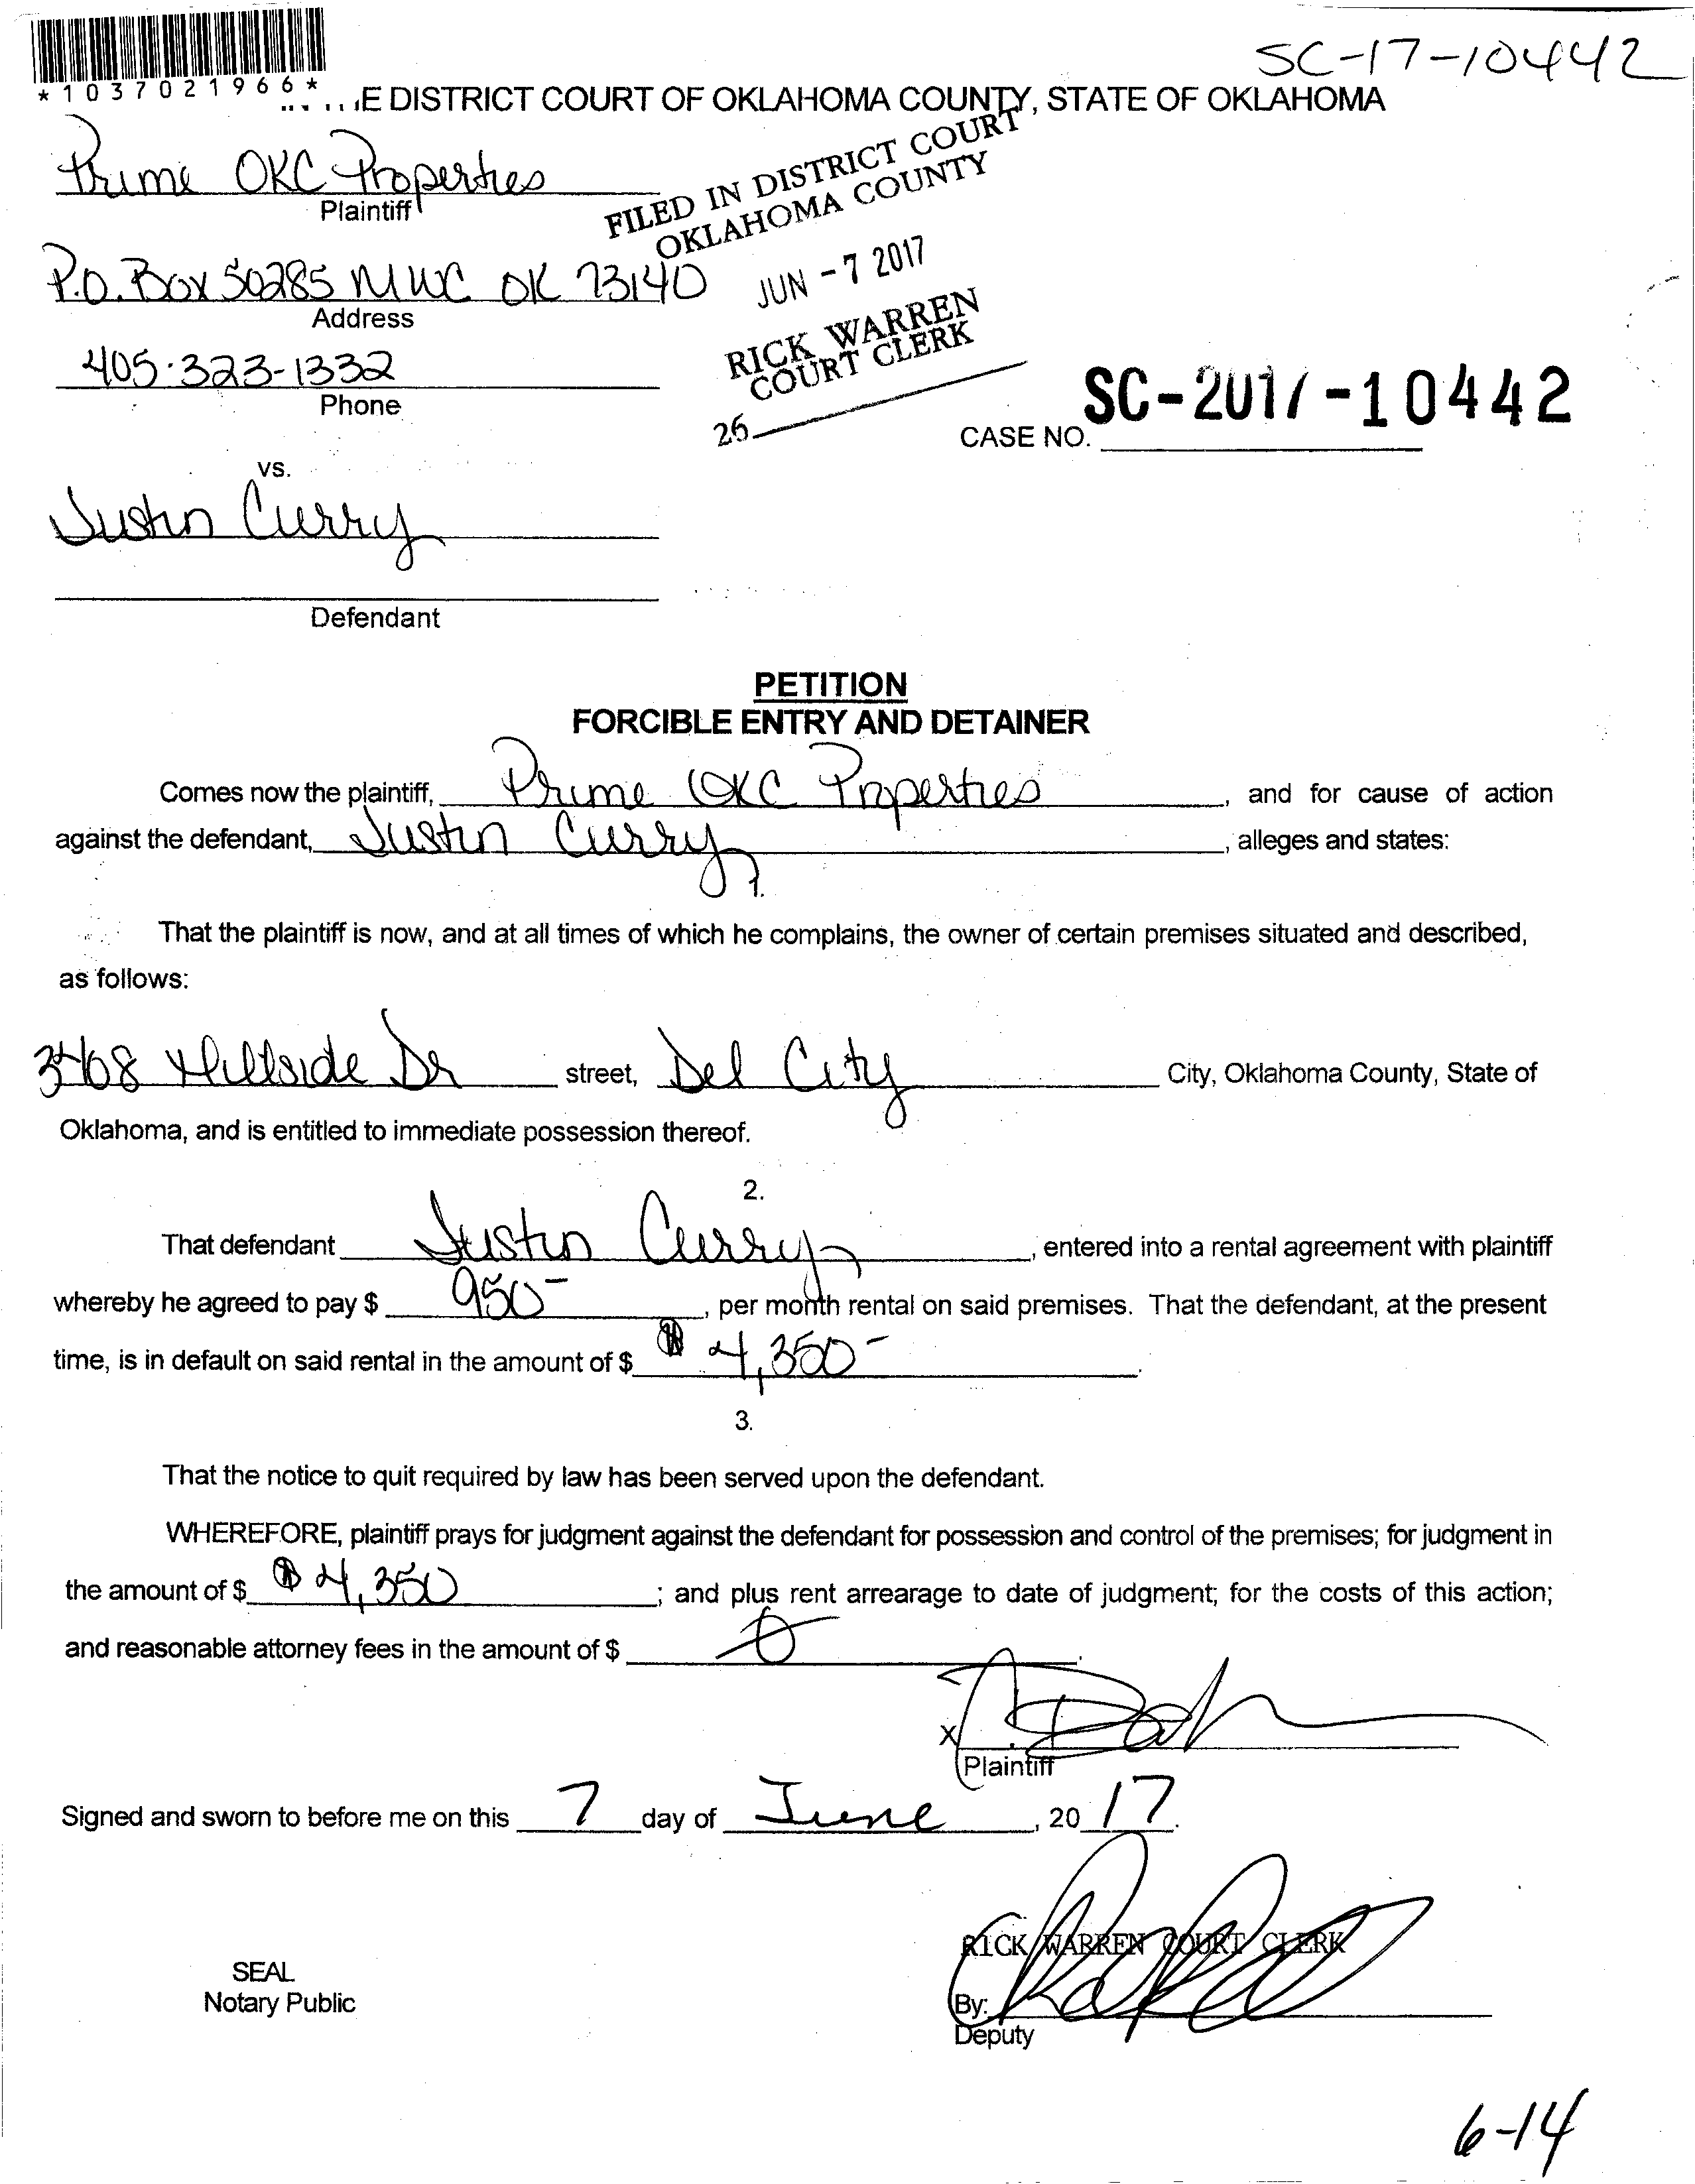 SC-17-10442
*1037021966*
E DISTRICT COURT OF OKLAHOMA COUNTY, STATE OF OKLAHOMA
Prime OKC Properties
Plaintiff
FILED IN DISTRICT COURT
OKLAHOMA COUNTY
P.O. Box 50285 MWC OK 73140
Address
JUN - 7 2017
RICK WARREN
COURT CLERK
405-323-1332
Phone
26
CASE NO. SC-2017-10442
vs.
Justin Curry
Defendant
PETITION
FORCIBLE ENTRY AND DETAINER
Comes now the plaintiff, Prime OKC Properties, and for cause of action
against the defendant, Justin Curry, alleges and states:
1.
That the plaintiff is now, and at all times of which he complains, the owner of certain premises situated and described,
as follows:
3468 Hillside Dr street, Del City City, Oklahoma County, State of
Oklahoma, and is entitled to immediate possession thereof.
2.
That defendant Justin Curry, entered into a rental agreement with plaintiff
whereby he agreed to pay $ 950-, per month rental on said premises. That the defendant, at the present
time, is in default on said rental in the amount of $ $ 4,350-.
3.
That the notice to quit required by law has been served upon the defendant.
WHEREFORE, plaintiff prays for judgment against the defendant for possession and control of the premises; for judgment in
the amount of $ $ 4,350; and plus rent arrearage to date of judgment; for the costs of this action;
and reasonable attorney fees in the amount of $ 0.
X
Plaintiff
Signed and sworn to before me on this 7 day of June, 20 17.
RICK WARREN COURT CLERK
SEAL
Notary Public
By:
Deputy
6-14